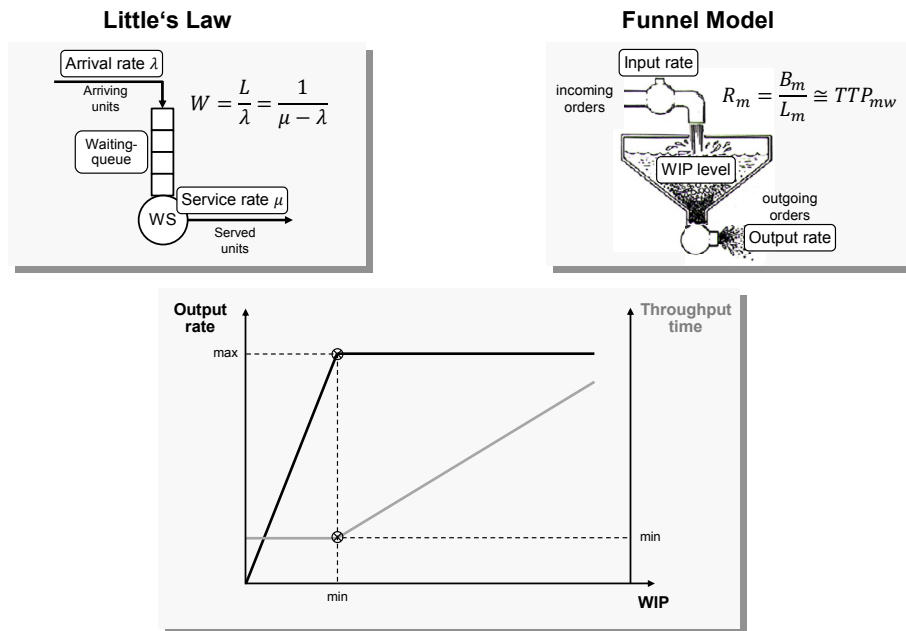 Little‘s Law
Arrival rate λ
Arriving
units
W = L/λ = 1/(μ − λ)
Waiting-
queue
Service rate μ
WS
Served
units
Funnel Model
Input rate
incoming
orders
R_m = B_m/L_m ≅ TTP_mw
WIP level
outgoing
orders
Output rate
Output
rate
Throughput
time
max
min
min
WIP